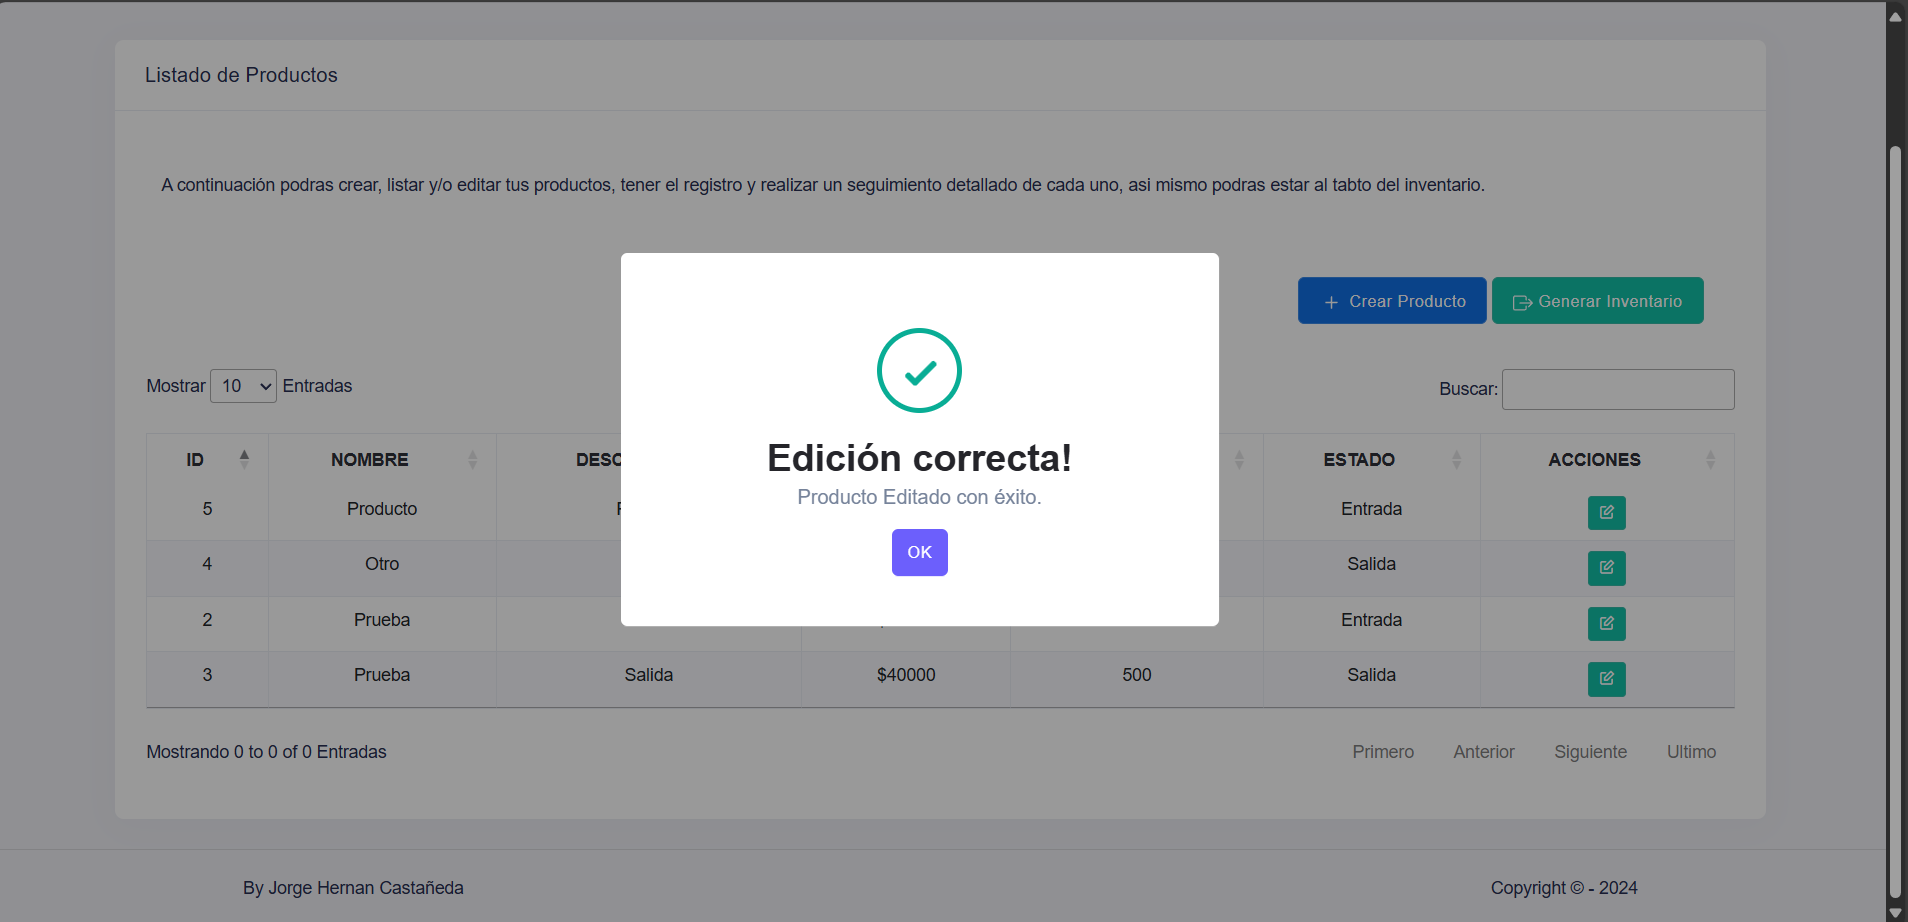 Listado de Productos
A continuación podras crear, listar y/o editar tus productos, tener el registro y realizar un seguimiento detallado de cada uno, asi mismo podras estar al tabto del inventario.
Crear Producto Generar Inventario
Mostrar 10 Entradas Buscar:
Edición correcta!
Producto Editado con éxito.
OK
ID NOMBRE ESTADO ACCIONES
5 Producto Entrada
4 Otro Salida
2 Prueba Entrada
3 Prueba Salida $40000 500 Salida
Mostrando 0 to 0 of 0 Entradas Primero Anterior Siguiente Ultimo
By Jorge Hernan Castañeda Copyright © - 2024